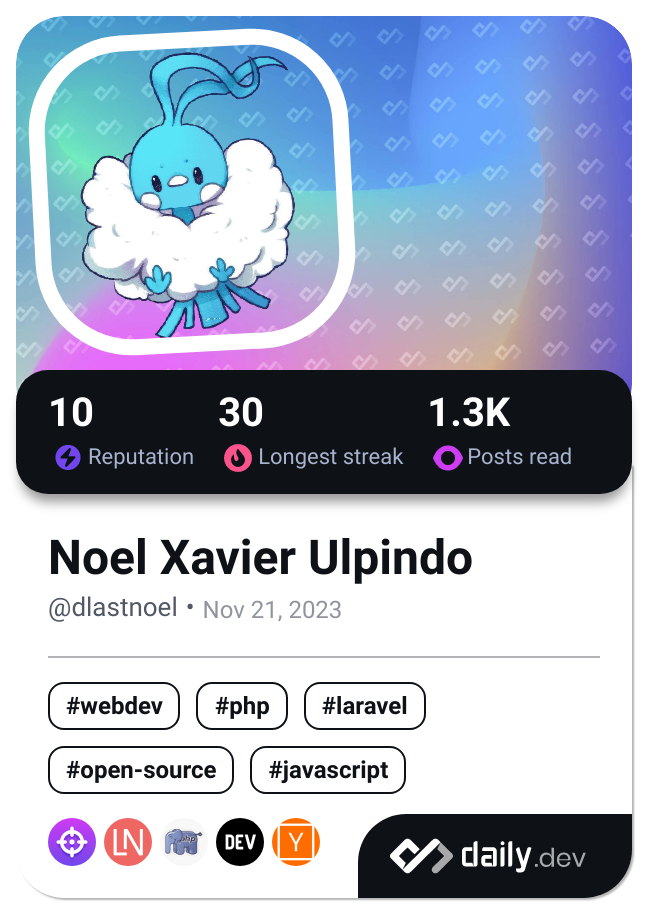 10 30 1.3K
Reputation Longest streak Posts read
Noel Xavier Ulpindo
@dlastnoel • Nov 21, 2023
#webdev #php #laravel
#open-source #javascript
LN php DEV Y
daily.dev